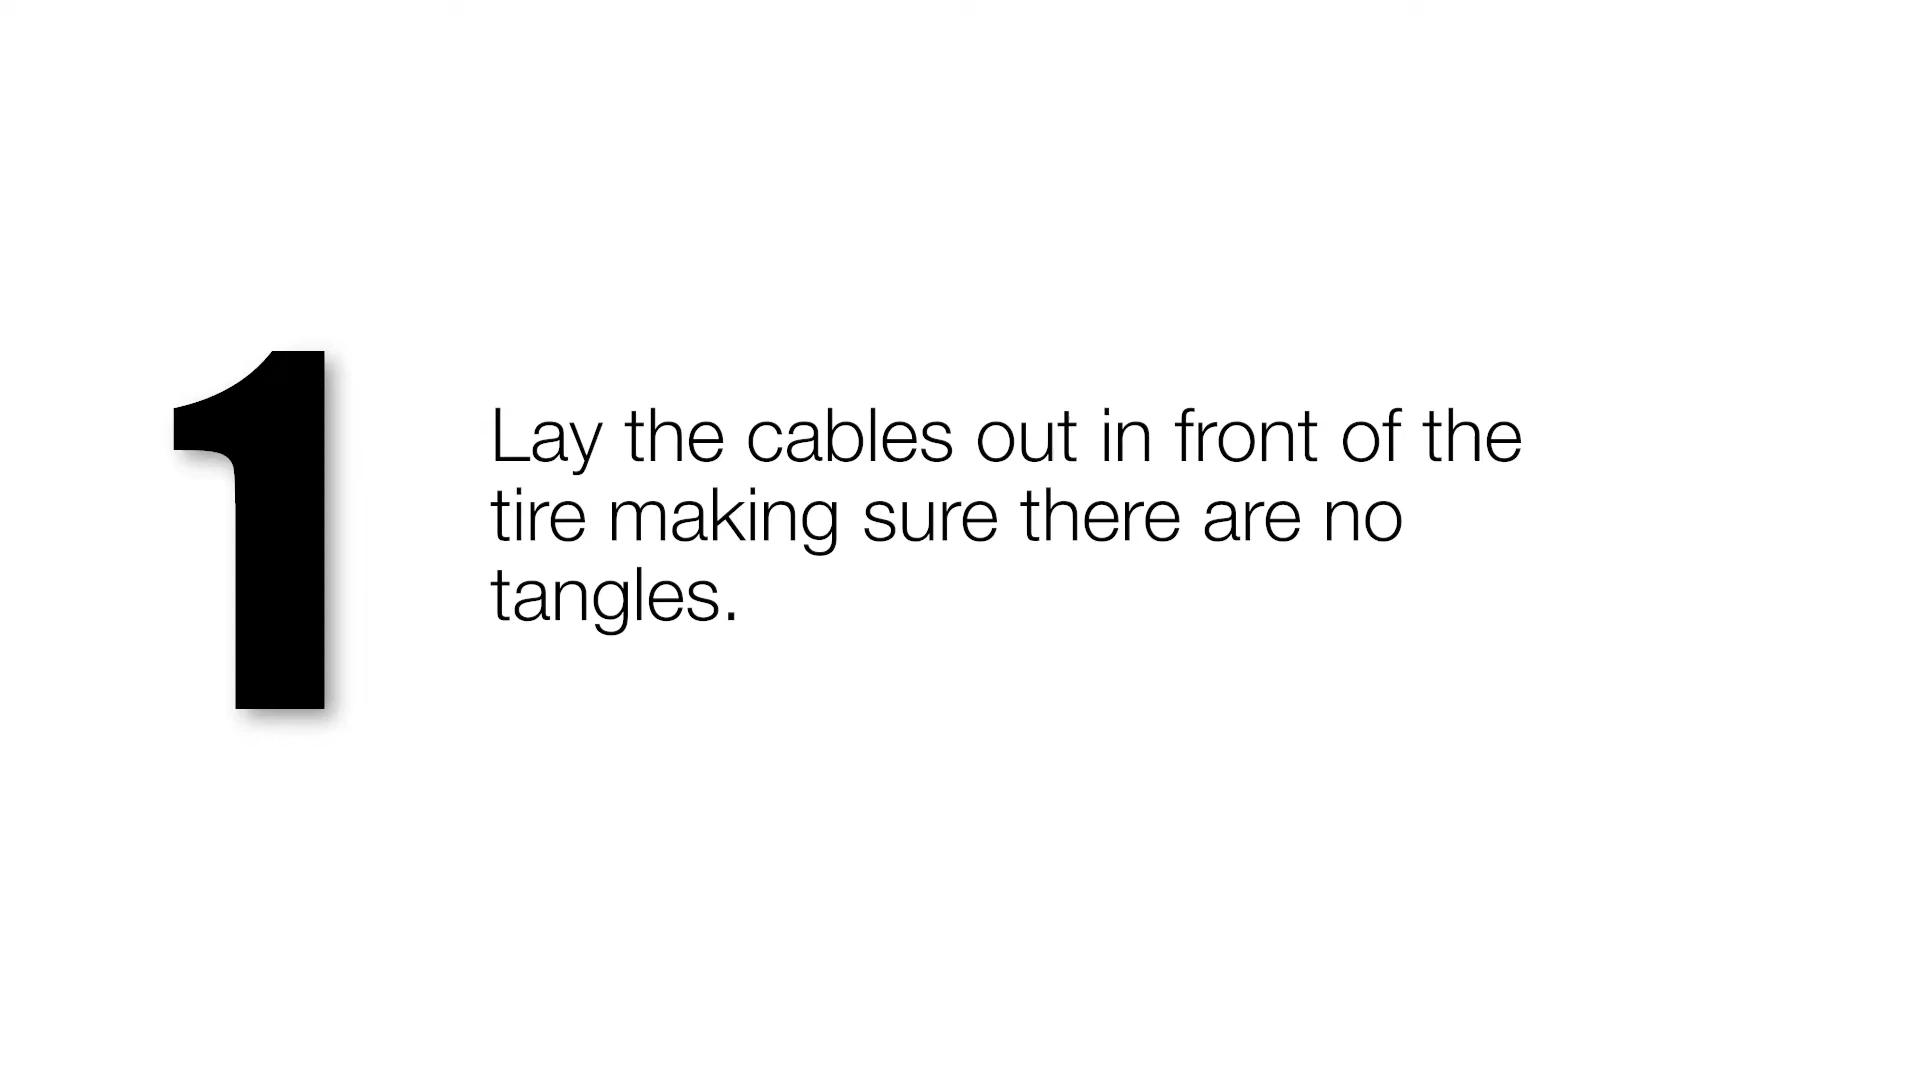 1
Lay the cables out in front of the
tire making sure there are no
tangles.